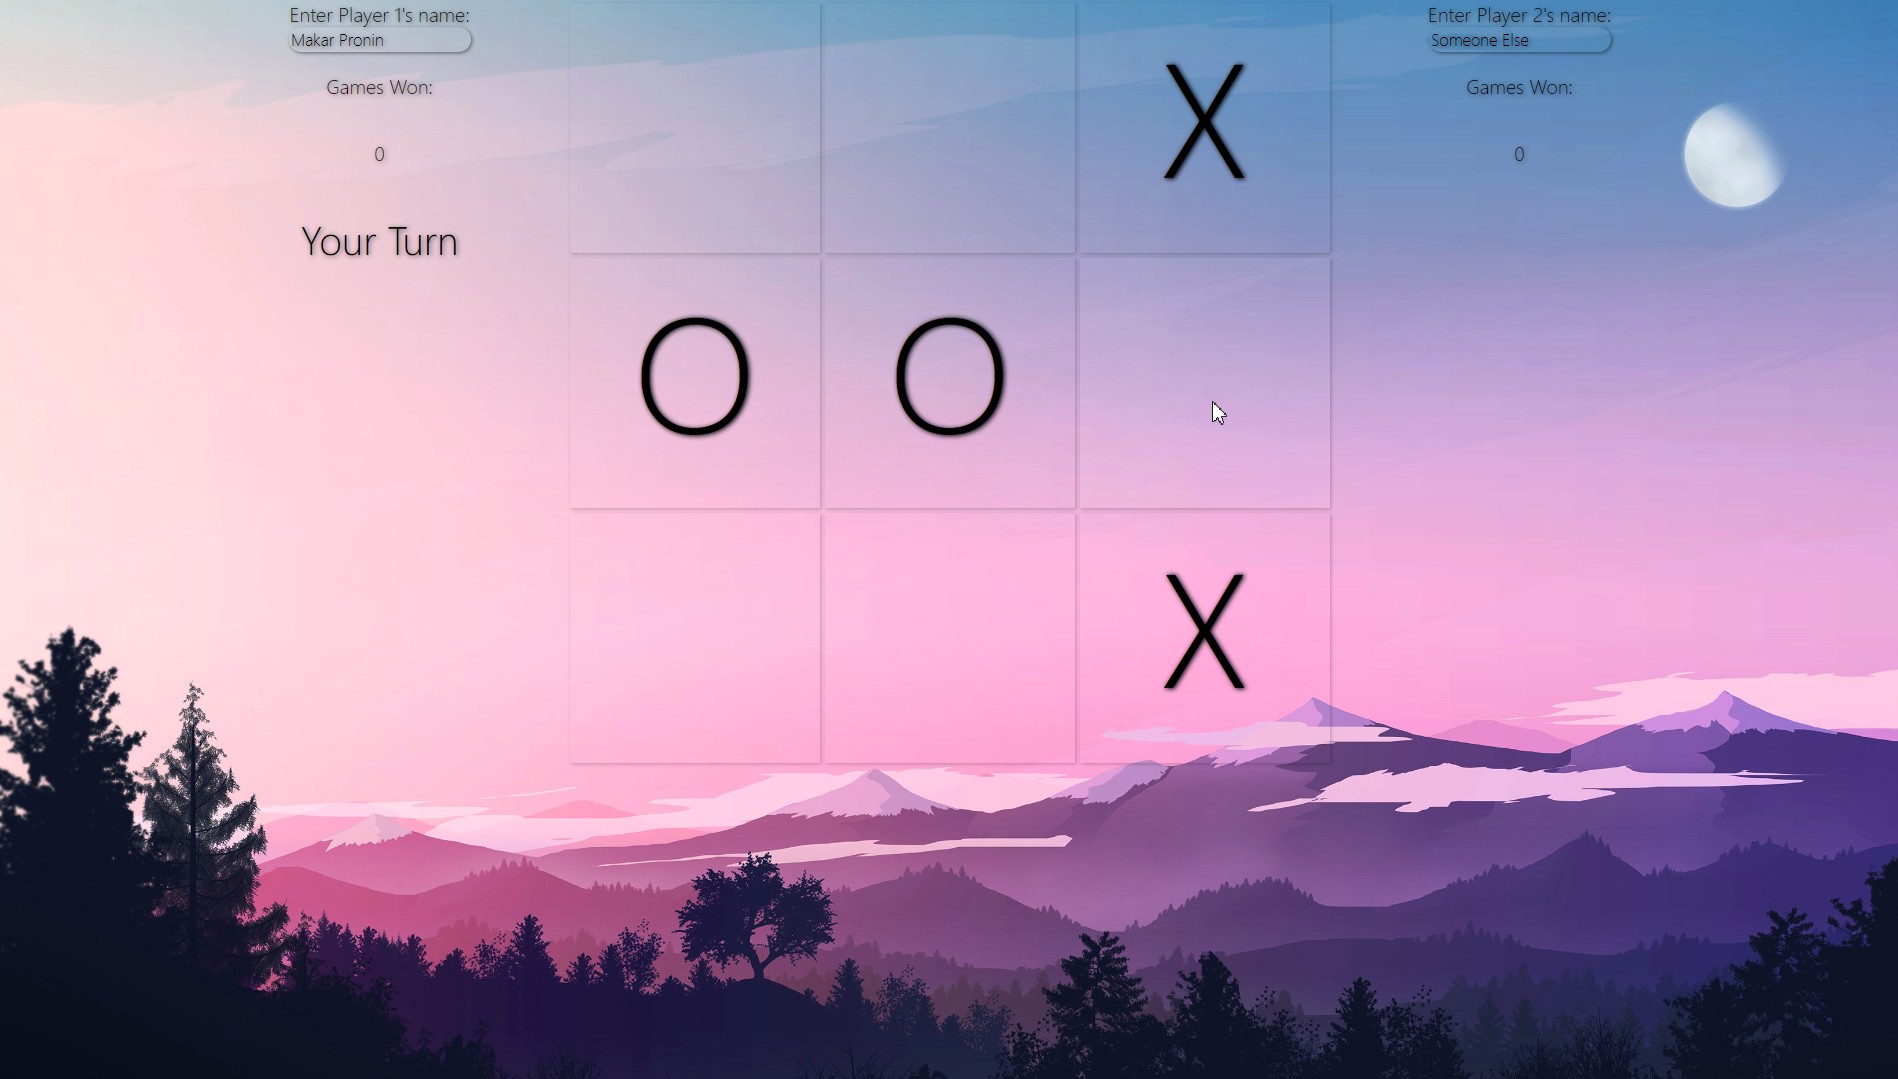 Enter Player 1's name:
Makar Pronin
Games Won:
0
Your Turn
X
O O
X
Enter Player 2's name:
Someone Else
Games Won:
0